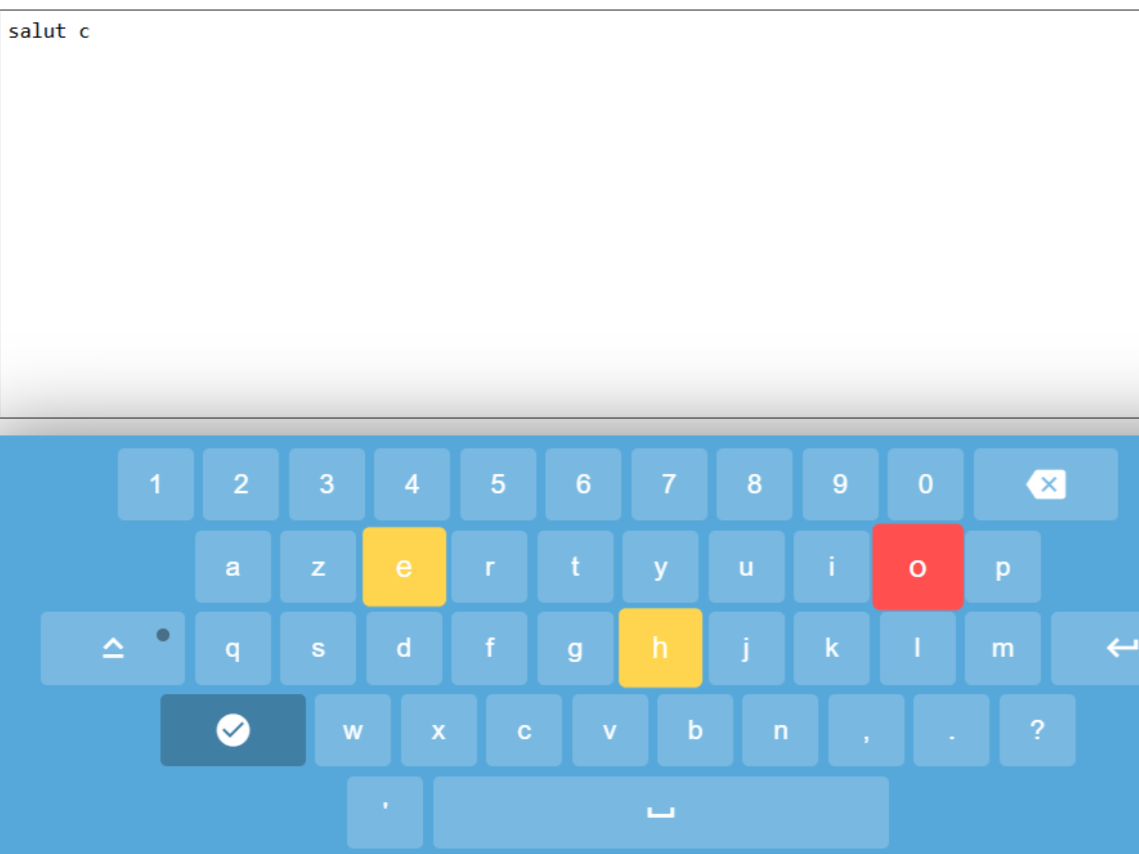 salut c
1 2 3 4 5 6 7 8 9 0
a z e r t y u i o p
q s d f g h j k l m
w x c v b n , . ?
'